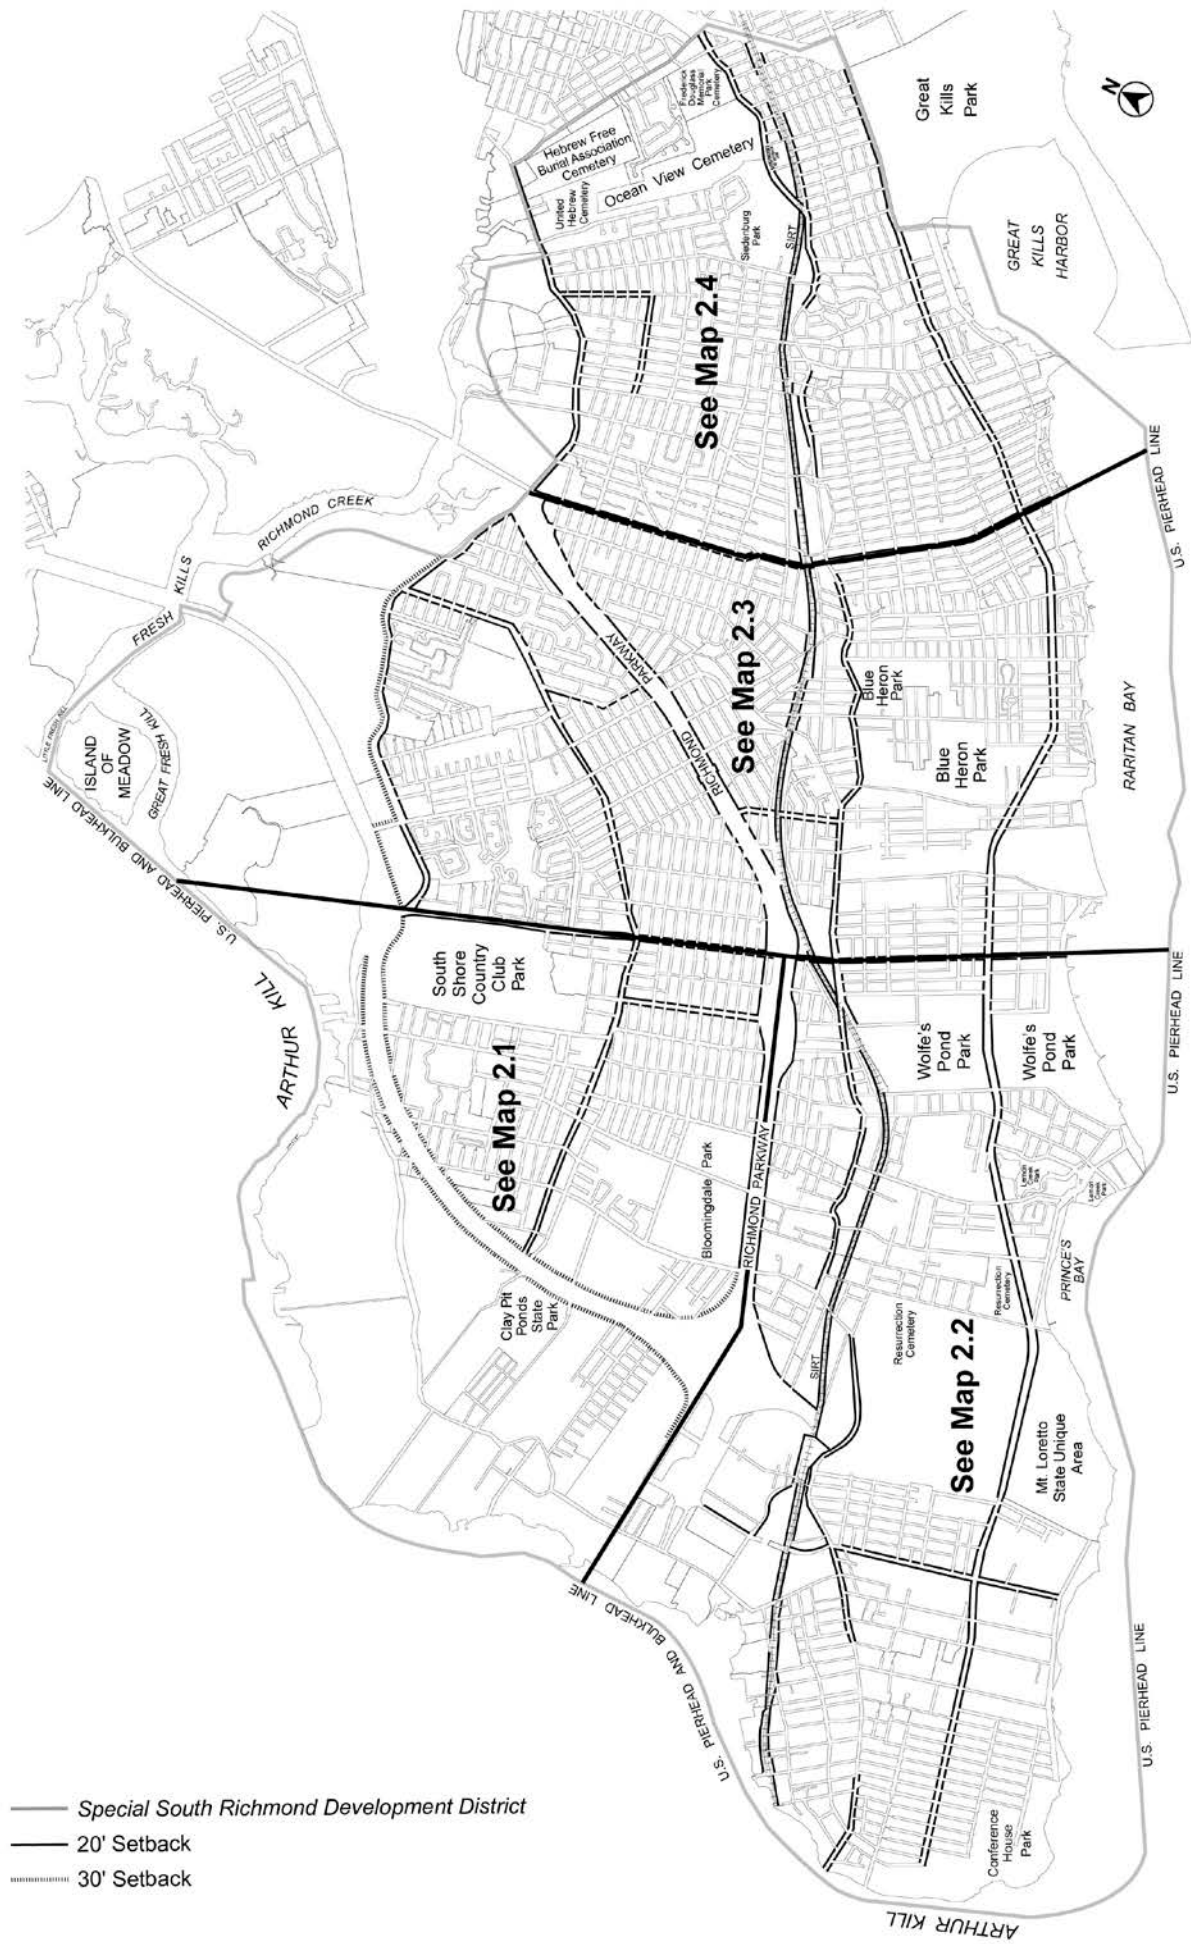 Hebrew Free
Burial Association
Cemetery
Frederick
Douglass
Memorial
Park
Cemetery
United
Hebrew
Cemetery
Ocean View Cemetery
Siedenburg
Park
SIRT
Great
Kills
Park
N
GREAT
KILLS
HARBOR
See Map 2.4
RICHMOND CREEK
FRESH KILLS
LITTLE FRESH KILL
ISLAND
OF
MEADOW
GREAT FRESH KILL
U.S. PIERHEAD AND BULKHEAD LINE
RICHMOND PARKWAY
See Map 2.3
Blue
Heron
Park
Blue
Heron
Park
RARITAN BAY
U.S. PIERHEAD LINE
ARTHUR KILL
South
Shore
Country
Club
Park
See Map 2.1
Bloomingdale Park
RICHMOND PARKWAY
Clay Pit
Ponds
State
Park
Wolfe's
Pond
Park
Wolfe's
Pond
Park
U.S. PIERHEAD LINE
Lemon
Creek
Park
Lemon
Creek
Park
PRINCE'S
BAY
Resurrection
Cemetery
Resurrection
Cemetery
SIRT
See Map 2.2
Mt. Loretto
State Unique
Area
U.S. PIERHEAD AND BULKHEAD LINE
U.S. PIERHEAD LINE
Conference
House
Park
ARTHUR KILL
Special South Richmond Development District
20' Setback
30' Setback